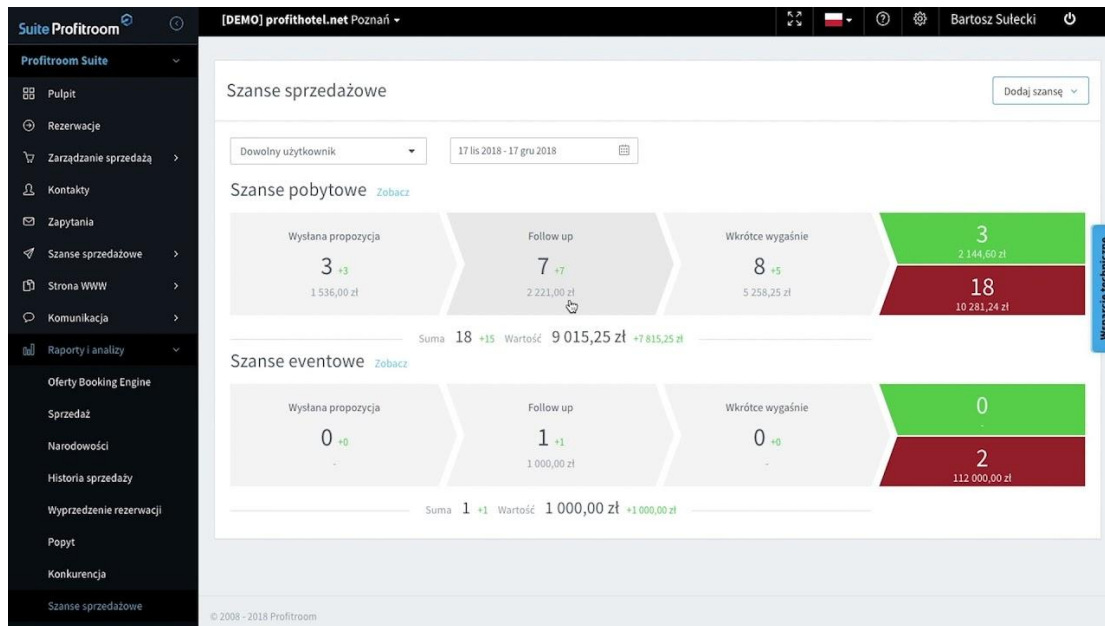 Suite Profitroom
[DEMO] profithotel.net Poznań
Bartosz Sułecki
Profitroom Suite
Pulpit
Rezerwacje
Zarządzanie sprzedażą
Kontakty
Zapytania
Szanse sprzedażowe
Strona WWW
Komunikacja
Raporty i analizy
Oferty Booking Engine
Sprzedaż
Narodowości
Historia sprzedaży
Wyprzedzenie rezerwacji
Popyt
Konkurencja
Szanse sprzedażowe
Szanse sprzedażowe
Dodaj szansę
Dowolny użytkownik
17 lis 2018 - 17 gru 2018
Szanse pobytowe Zobacz
Wysłana propozycja
3 +3
1 536,00 zł
Follow up
7 +7
2 221,00 zł
Wkrótce wygaśnie
8 +5
5 258,25 zł
3
2 144,60 zł
18
10 281,24 zł
Suma 18 +15 Wartość 9 015,25 zł +7 815,25 zł
Szanse eventowe Zobacz
Wysłana propozycja
0 +0
-
Follow up
1 +1
1 000,00 zł
Wkrótce wygaśnie
0 +0
-
0
-
2
112 000,00 zł
Suma 1 +1 Wartość 1 000,00 zł +1 000,00 zł
Wsparcie techniczne
© 2008 - 2018 Profitroom